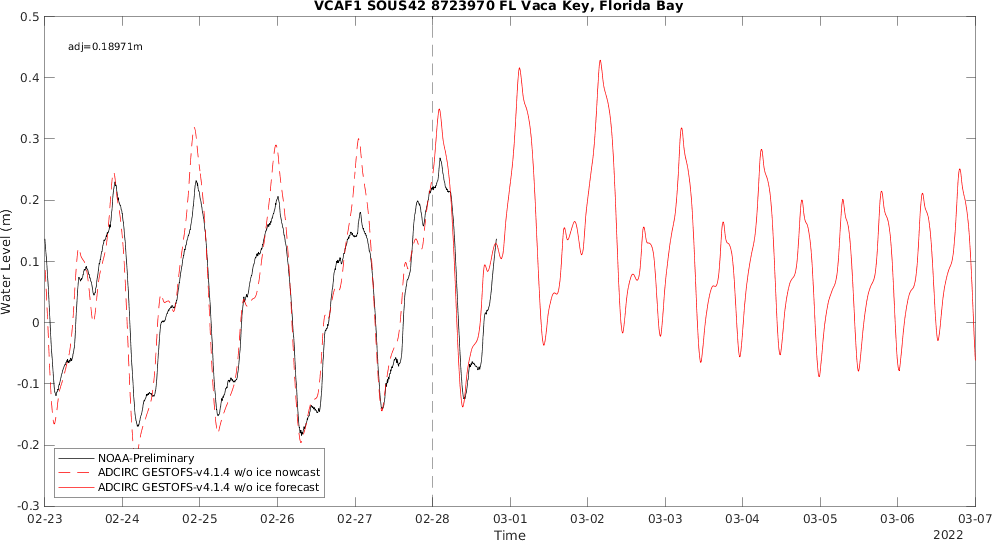 VCAF1 SOUS42 8723970 FL Vaca Key, Florida Bay
0.5
adj=0.18971m
0.4
0.3
0.2
0.1
0
-0.1
-0.2
-0.3
Water Level (m)
NOAA-Preliminary
ADCIRC GESTOFS-v4.1.4 w/o ice nowcast
ADCIRC GESTOFS-v4.1.4 w/o ice forecast
02-23 02-24 02-25 02-26 02-27 02-28 03-01 03-02 03-03 03-04 03-05 03-06 03-07
Time
2022